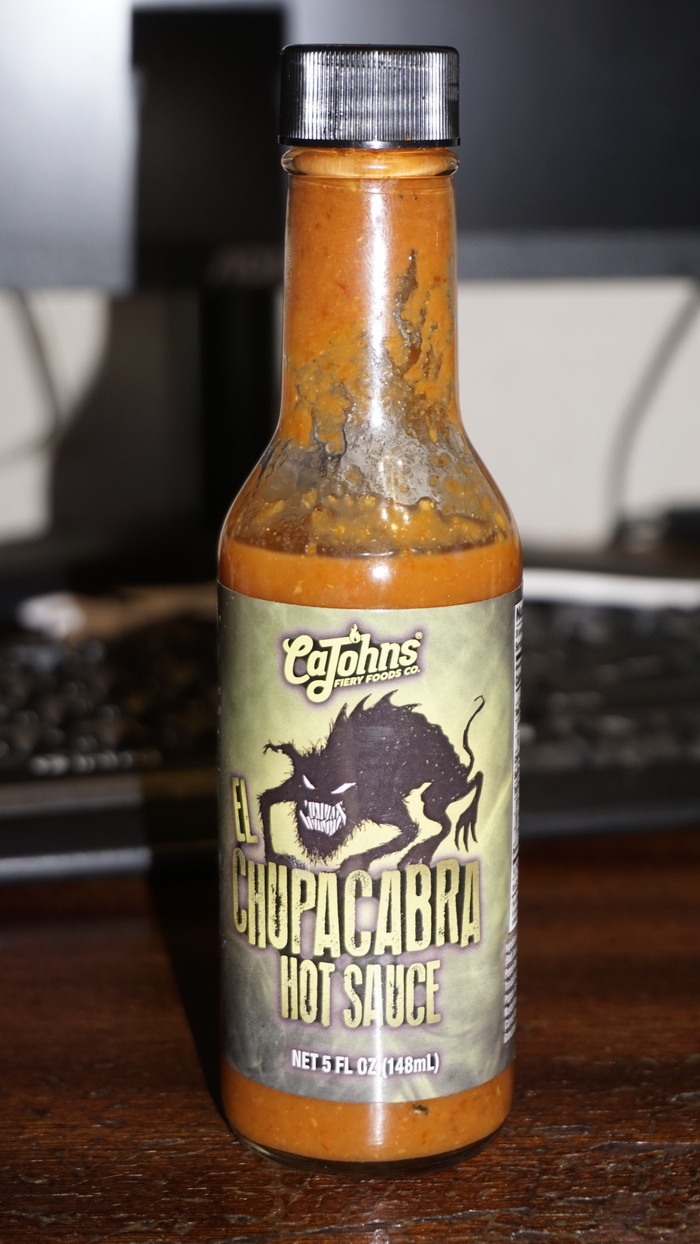 CaJohns®
FIERY FOODS CO.
EL
CHUPACABRA
HOT SAUCE
NET 5 FL OZ (148mL)